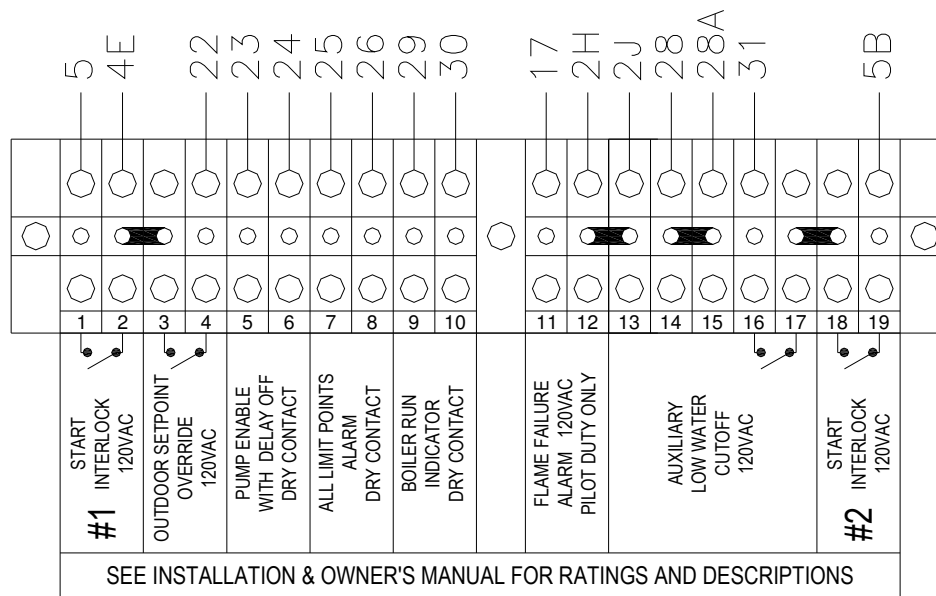 5
4E
22
23
24
25
26
29
30
17
2H
2J
28
28A
31
5B
1
2
3
4
5
6
7
8
9
10
11
12
13
14
15
16
17
18
19
START
INTERLOCK
120VAC
#1
OUTDOOR SETPOINT
OVERRIDE
120VAC
PUMP ENABLE
WITH DELAY OFF
DRY CONTACT
ALL LIMIT POINTS
ALARM
DRY CONTACT
BOILER RUN
INDICATOR
DRY CONTACT
FLAME FAILURE
ALARM 120VAC
PILOT DUTY ONLY
AUXILIARY
LOW WATER
CUTOFF
120VAC
START
INTERLOCK
120VAC
#2
SEE INSTALLATION & OWNER'S MANUAL FOR RATINGS AND DESCRIPTIONS